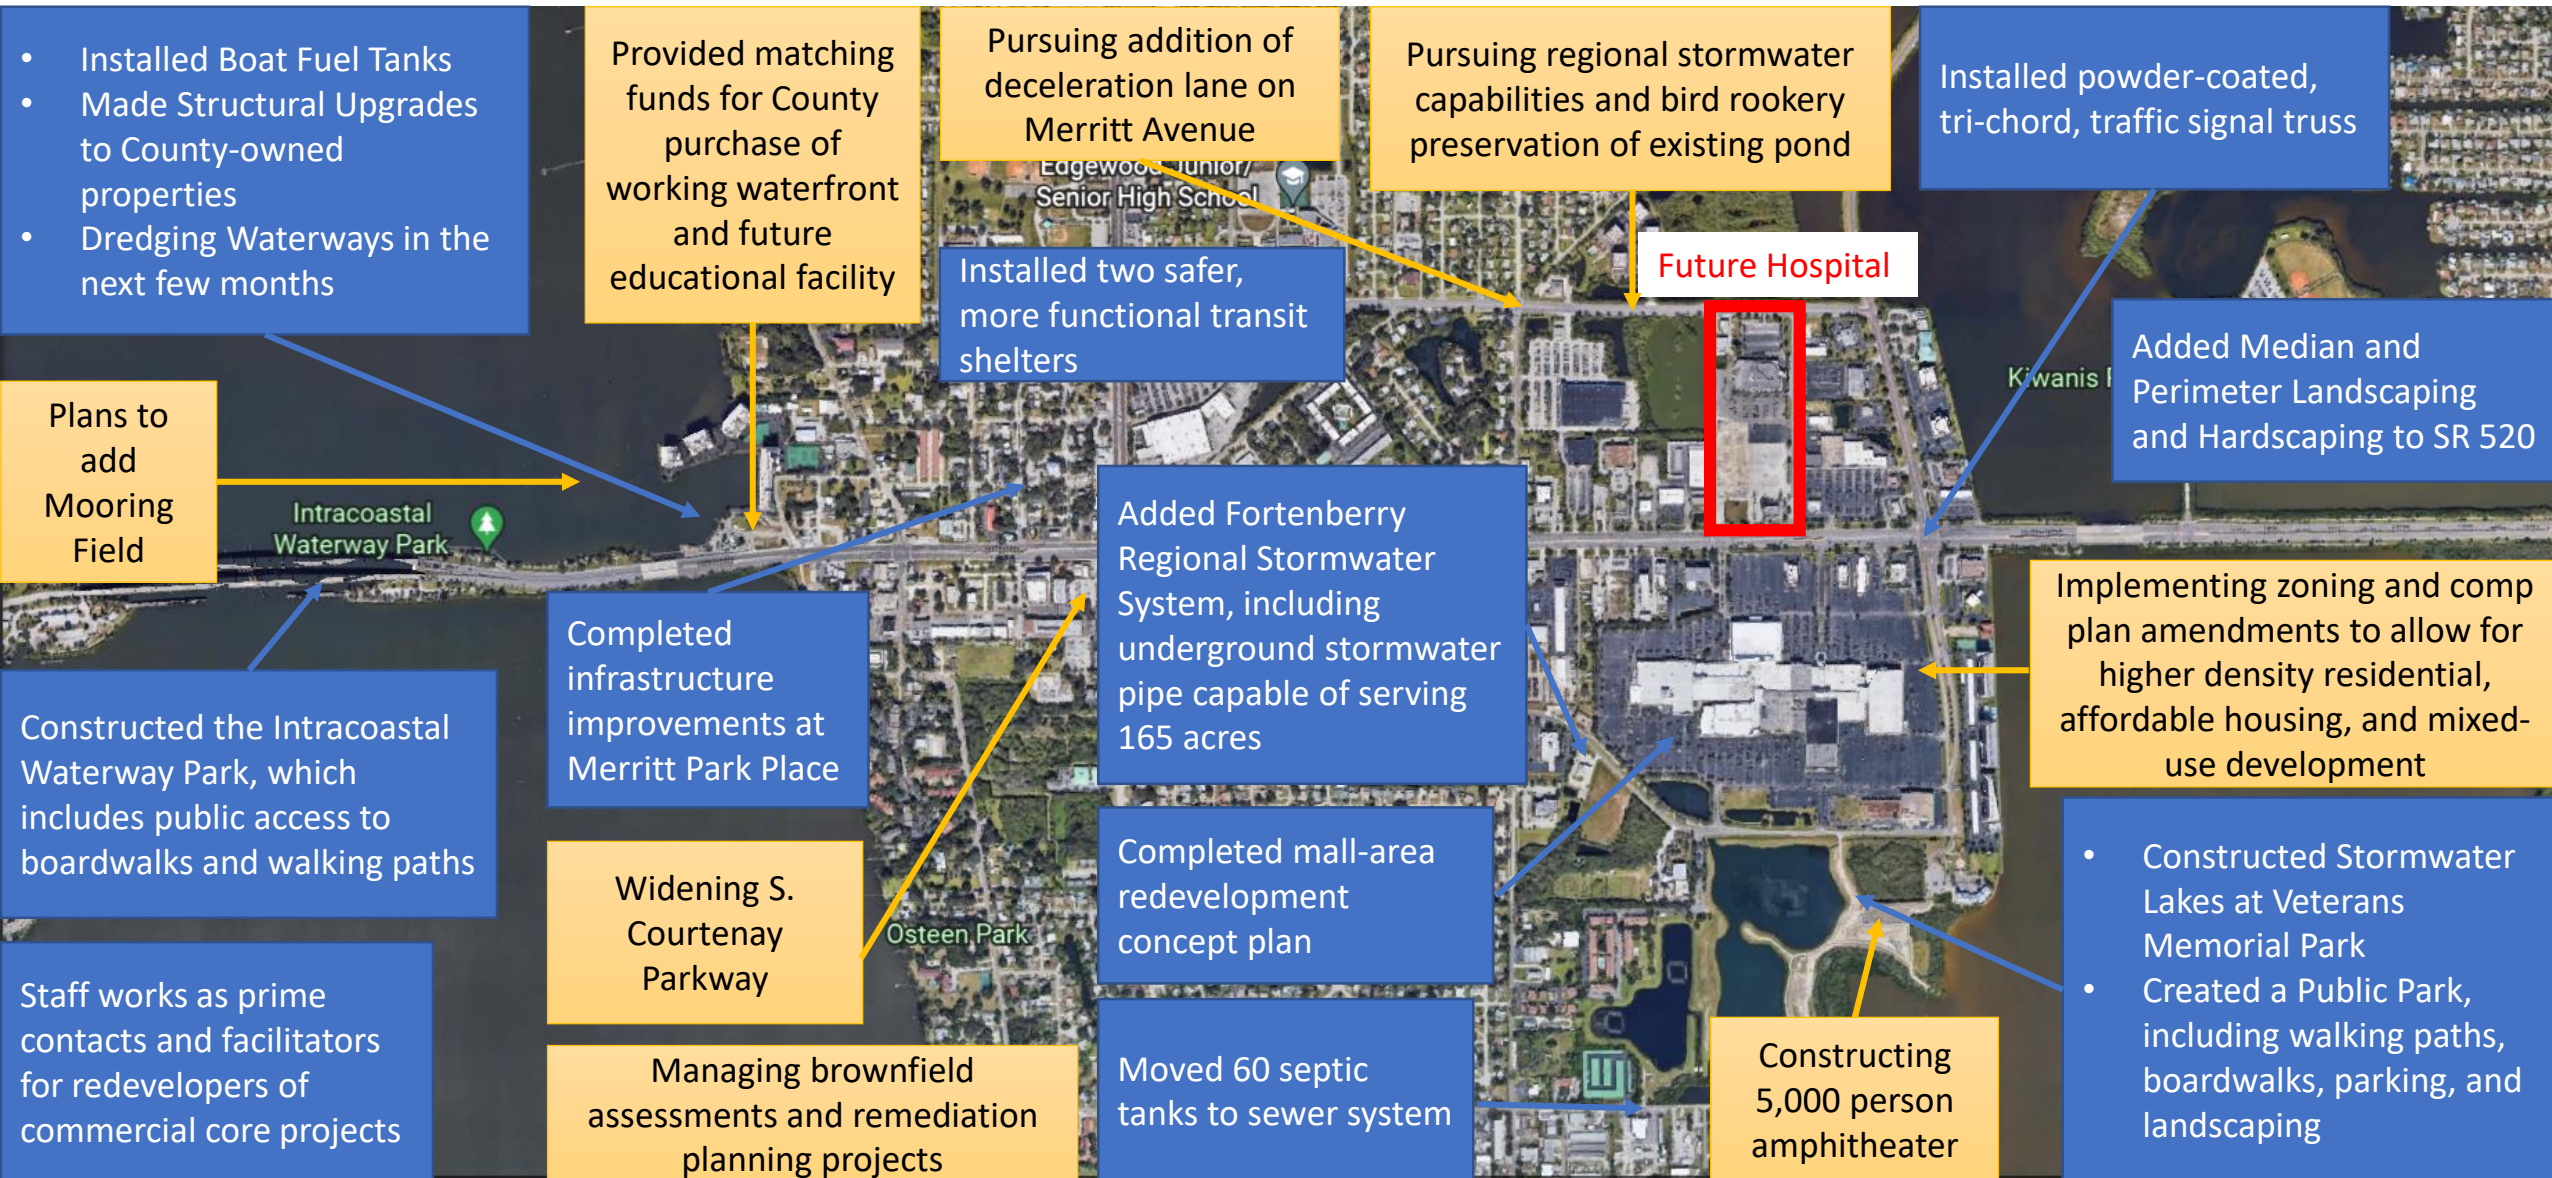 • Installed Boat Fuel Tanks
• Made Structural Upgrades
to County-owned
properties
• Dredging Waterways in the
next few months
Provided matching
funds for County
purchase of
working waterfront
and future
educational facility
Pursuing addition of
deceleration lane on
Merritt Avenue
Pursuing regional stormwater
capabilities and bird rookery
preservation of existing pond
Installed powder-coated,
tri-chord, traffic signal truss
Edgewood Junior/
Senior High School
Installed two safer,
more functional transit
shelters
Future Hospital
Added Median and
Perimeter Landscaping
and Hardscaping to SR 520
Kiwanis
Plans to
add
Mooring
Field
Intracoastal
Waterway Park
Added Fortenberry
Regional Stormwater
System, including
underground stormwater
pipe capable of serving
165 acres
Completed
infrastructure
improvements at
Merritt Park Place
Implementing zoning and comp
plan amendments to allow for
higher density residential,
affordable housing, and mixed-
use development
Constructed the Intracoastal
Waterway Park, which
includes public access to
boardwalks and walking paths
Widening S.
Courtenay
Parkway
Osteen Park
Completed mall-area
redevelopment
concept plan
• Constructed Stormwater
Lakes at Veterans
Memorial Park
• Created a Public Park,
including walking paths,
boardwalks, parking, and
landscaping
Staff works as prime
contacts and facilitators
for redevelopers of
commercial core projects
Managing brownfield
assessments and remediation
planning projects
Moved 60 septic
tanks to sewer system
Constructing
5,000 person
amphitheater